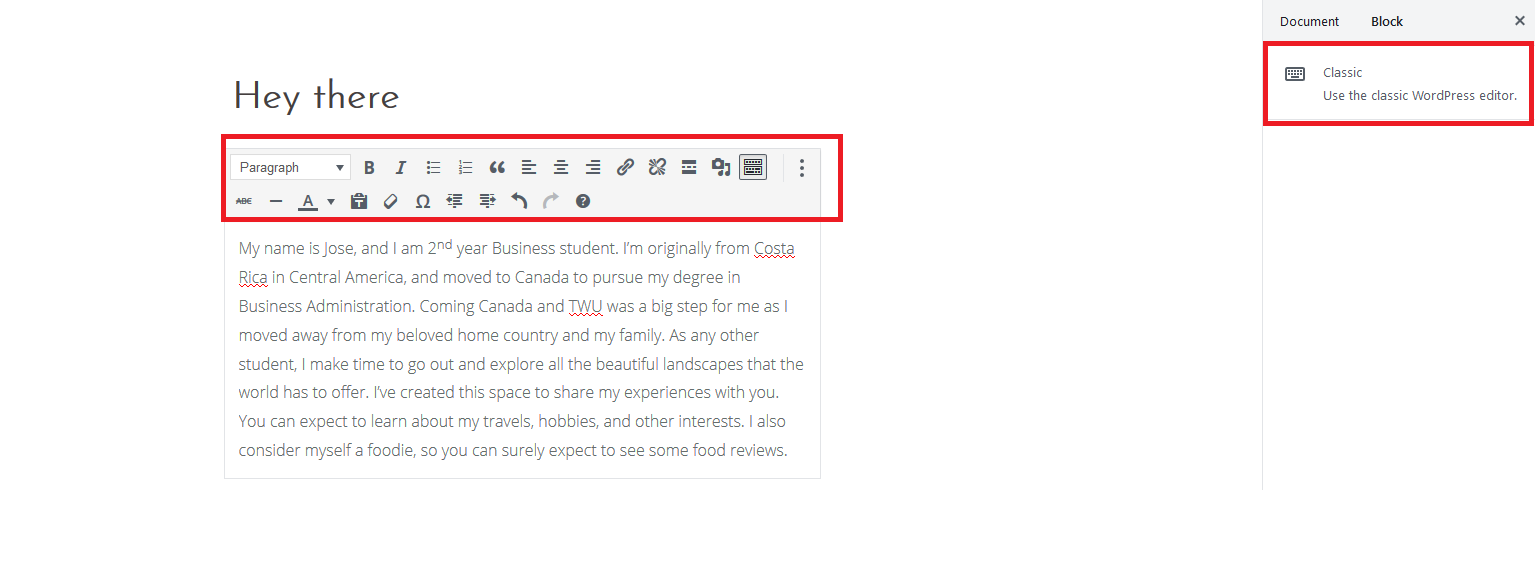 Document Block ×
Classic
Use the classic WordPress editor.
Hey there
Paragraph B I
ABC A T Ω ?
My name is Jose, and I am 2nd year Business student. I’m originally from Costa
Rica in Central America, and moved to Canada to pursue my degree in
Business Administration. Coming Canada and TWU was a big step for me as I
moved away from my beloved home country and my family. As any other
student, I make time to go out and explore all the beautiful landscapes that the
world has to offer. I’ve created this space to share my experiences with you.
You can expect to learn about my travels, hobbies, and other interests. I also
consider myself a foodie, so you can surely expect to see some food reviews.